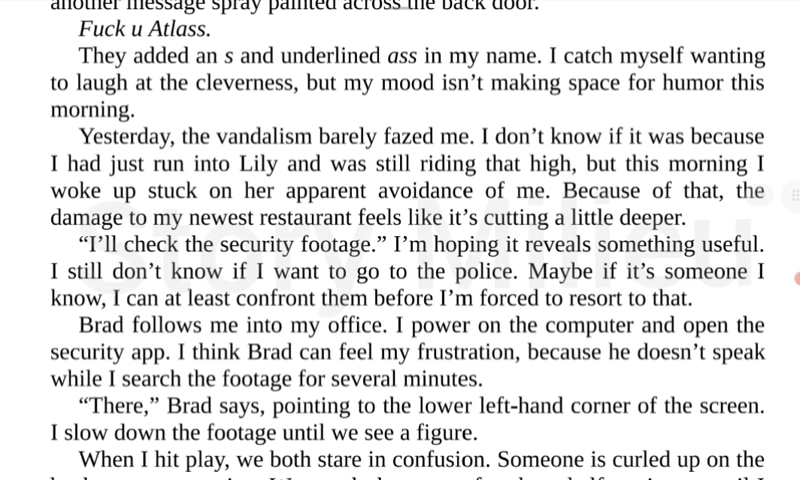 another message spray painted across the back door.
Fuck u Atlass.
They added an s and underlined ass in my name. I catch myself wanting
to laugh at the cleverness, but my mood isn’t making space for humor this
morning.
Yesterday, the vandalism barely fazed me. I don’t know if it was because
I had just run into Lily and was still riding that high, but this morning I
woke up stuck on her apparent avoidance of me. Because of that, the
damage to my newest restaurant feels like it’s cutting a little deeper.
“I’ll check the security footage.” I’m hoping it reveals something useful.
I still don’t know if I want to go to the police. Maybe if it’s someone I
know, I can at least confront them before I’m forced to resort to that.
Brad follows me into my office. I power on the computer and open the
security app. I think Brad can feel my frustration, because he doesn’t speak
while I search the footage for several minutes.
“There,” Brad says, pointing to the lower left-hand corner of the screen.
I slow down the footage until we see a figure.
When I hit play, we both stare in confusion. Someone is curled up on the
Story Milieu